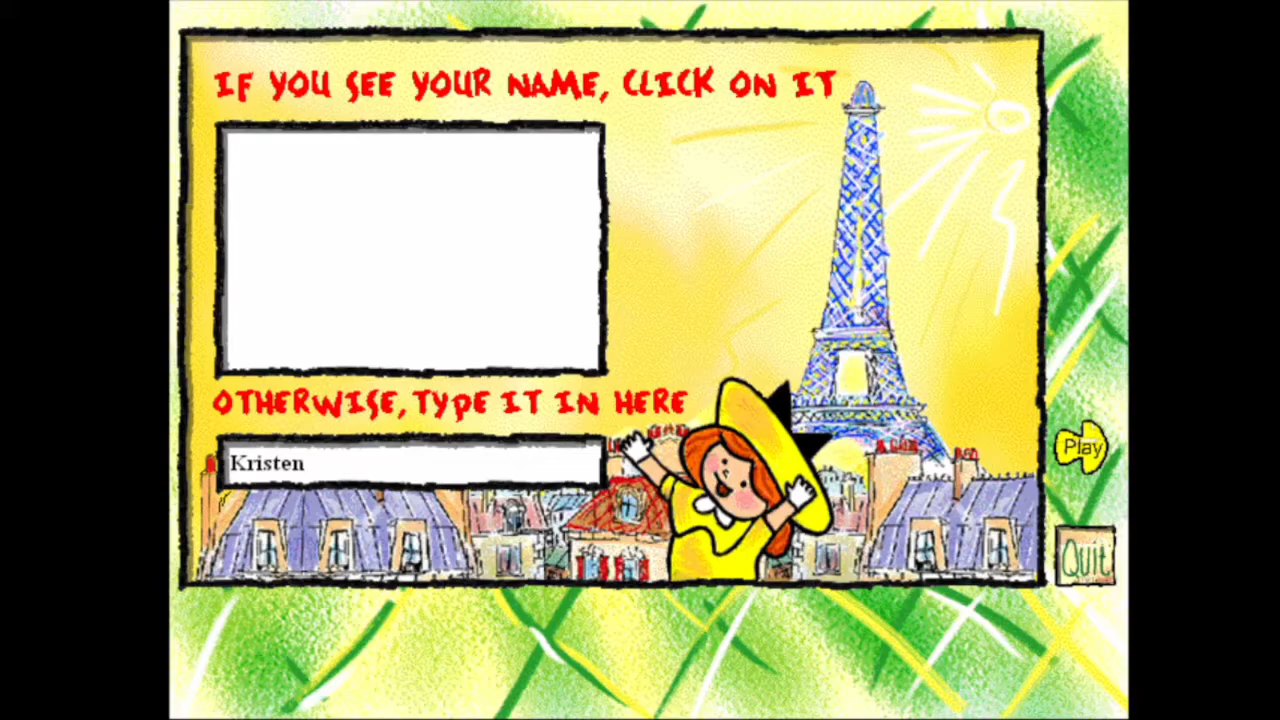 IF YOU SEE YOUR NAME, CLICK ON IT
OTHERWISE, TYPE IT IN HERE
Kristen
Play
Quit